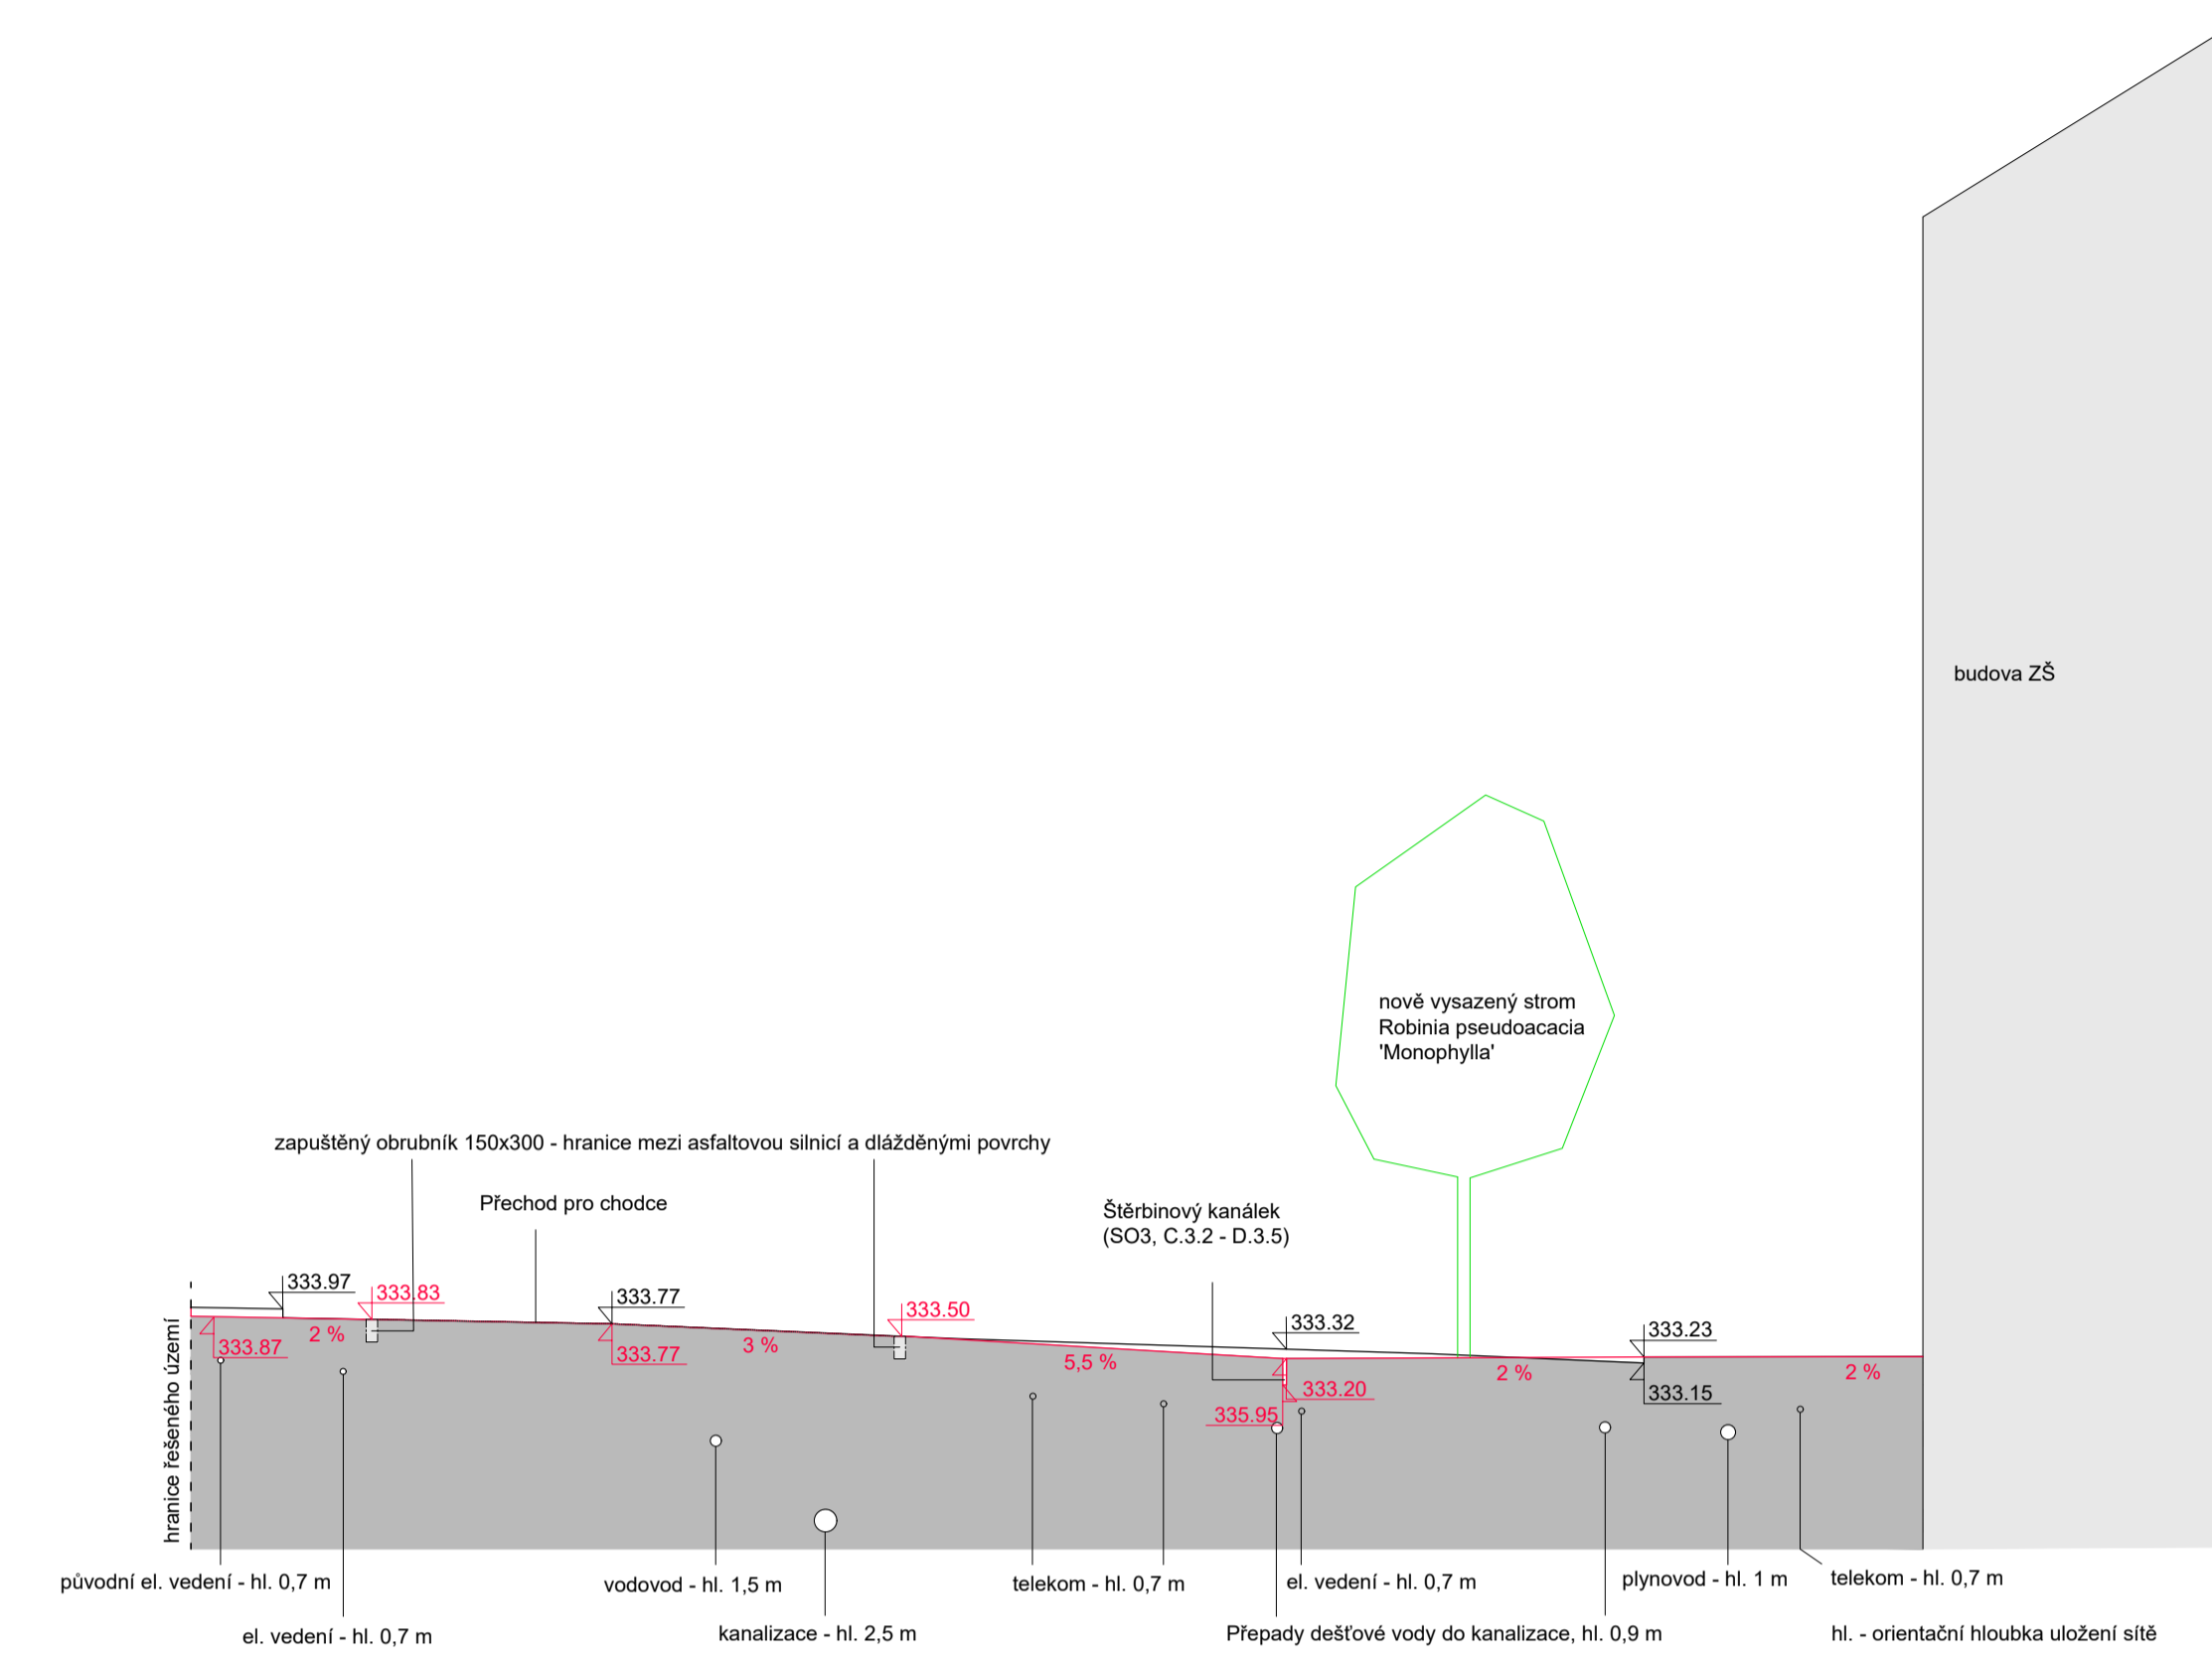 budova ZŠ
nově vysazený strom
Robinia pseudoacacia
'Monophylla'
zapuštěný obrubník 150x300 - hranice mezi asfaltovou silnicí a dlážděnými povrchy
Přechod pro chodce
Štěrbinový kanálek
(SO3, C.3.2 - D.3.5)
333.97
333.83
333.77
333.50
333.32
333.23
hranice řešeného území
333.87
2 %
333.77
3 %
5,5 %
333.20
335.95
2 %
333.15
2 %
původní el. vedení - hl. 0,7 m
vodovod - hl. 1,5 m
telekom - hl. 0,7 m
el. vedení - hl. 0,7 m
plynovod - hl. 1 m
telekom - hl. 0,7 m
el. vedení - hl. 0,7 m
kanalizace - hl. 2,5 m
Přepady dešťové vody do kanalizace, hl. 0,9 m
hl. - orientační hloubka uložení sítě